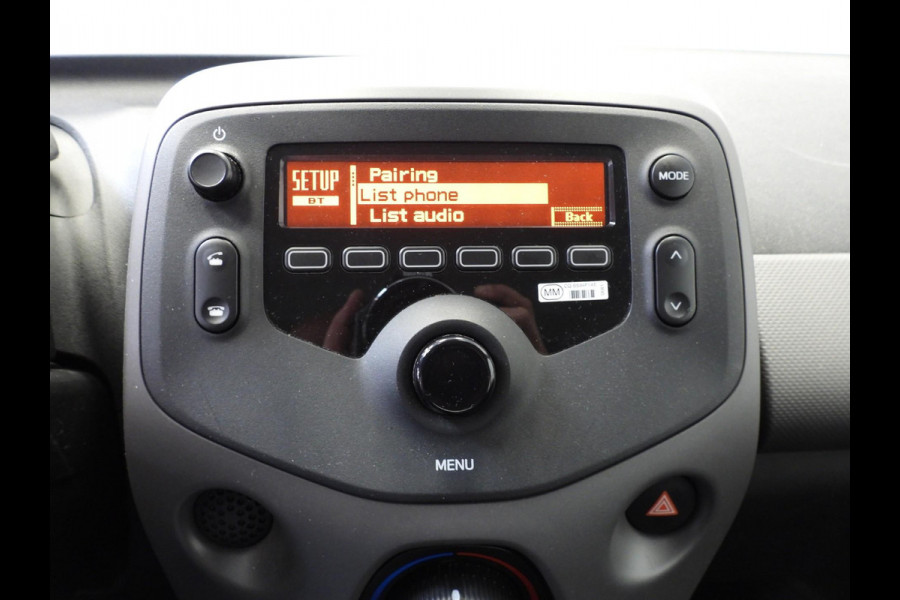 SETUP
BT
Pairing
List phone
List audio
Back
MODE
MM
MENU